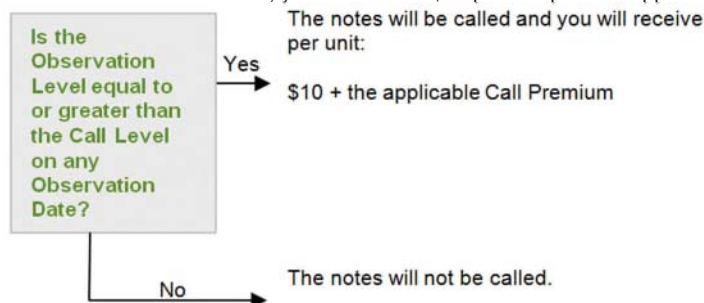 Is the
Observation
Level equal to
or greater than
the Call Level
on any
Observation
Date?
Yes
The notes will be called and you will receive
per unit:
$10 + the applicable Call Premium
No
The notes will not be called.